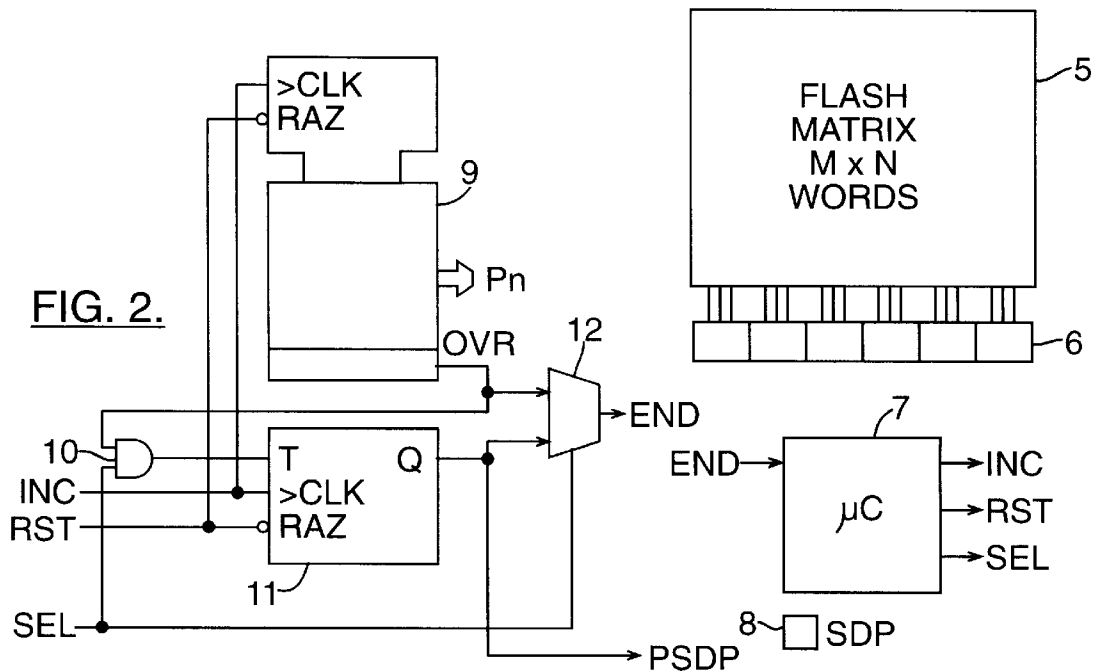 >CLK
RAZ
9
Pn
OVR
FIG. 2.
12
END
10
T
Q
INC
>CLK
RST
RAZ
11
SEL
PSDP
FLASH
MATRIX
M x N
WORDS
5
6
7
END
µC
INC
RST
SEL
8
SDP